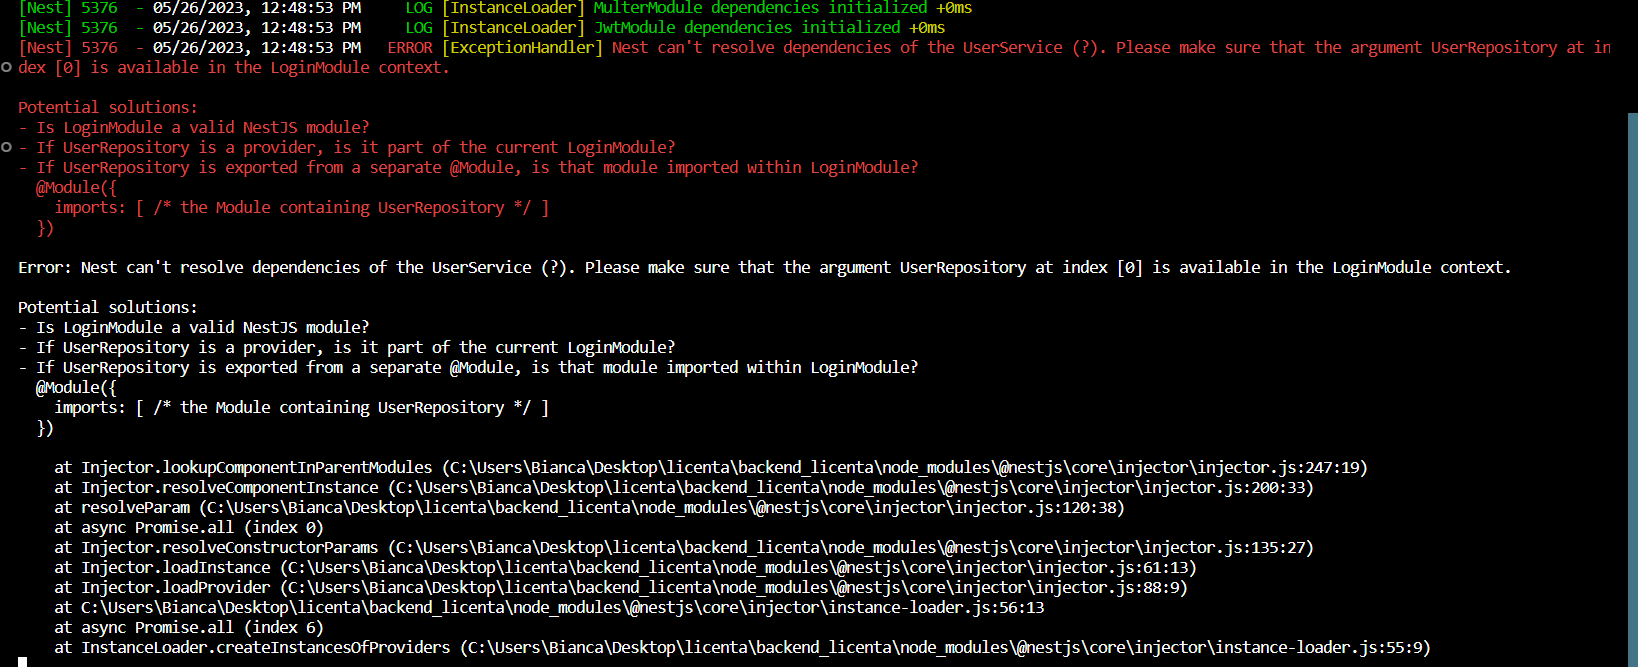 [Nest] 5376  - 05/26/2023, 12:48:53 PM     LOG [InstanceLoader] MulterModule dependencies initialized +0ms
[Nest] 5376  - 05/26/2023, 12:48:53 PM     LOG [InstanceLoader] JwtModule dependencies initialized +0ms
[Nest] 5376  - 05/26/2023, 12:48:53 PM   ERROR [ExceptionHandler] Nest can't resolve dependencies of the UserService (?). Please make sure that the argument UserRepository at in
dex [0] is available in the LoginModule context.

Potential solutions:
- Is LoginModule a valid NestJS module?
- If UserRepository is a provider, is it part of the current LoginModule?
- If UserRepository is exported from a separate @Module, is that module imported within LoginModule?
  @Module({
    imports: [ /* the Module containing UserRepository */ ]
  })

Error: Nest can't resolve dependencies of the UserService (?). Please make sure that the argument UserRepository at index [0] is available in the LoginModule context.

Potential solutions:
- Is LoginModule a valid NestJS module?
- If UserRepository is a provider, is it part of the current LoginModule?
- If UserRepository is exported from a separate @Module, is that module imported within LoginModule?
  @Module({
    imports: [ /* the Module containing UserRepository */ ]
  })

    at Injector.lookupComponentInParentModules (C:\Users\Bianca\Desktop\licenta\backend_licenta\node_modules\@nestjs\core\injector\injector.js:247:19)
    at Injector.resolveComponentInstance (C:\Users\Bianca\Desktop\licenta\backend_licenta\node_modules\@nestjs\core\injector\injector.js:200:33)
    at resolveParam (C:\Users\Bianca\Desktop\licenta\backend_licenta\node_modules\@nestjs\core\injector\injector.js:120:38)
    at async Promise.all (index 0)
    at Injector.resolveConstructorParams (C:\Users\Bianca\Desktop\licenta\backend_licenta\node_modules\@nestjs\core\injector\injector.js:135:27)
    at Injector.loadInstance (C:\Users\Bianca\Desktop\licenta\backend_licenta\node_modules\@nestjs\core\injector\injector.js:61:13)
    at Injector.loadProvider (C:\Users\Bianca\Desktop\licenta\backend_licenta\node_modules\@nestjs\core\injector\injector.js:88:9)
    at C:\Users\Bianca\Desktop\licenta\backend_licenta\node_modules\@nestjs\core\injector\instance-loader.js:56:13
    at async Promise.all (index 6)
    at InstanceLoader.createInstancesOfProviders (C:\Users\Bianca\Desktop\licenta\backend_licenta\node_modules\@nestjs\core\injector\instance-loader.js:55:9)